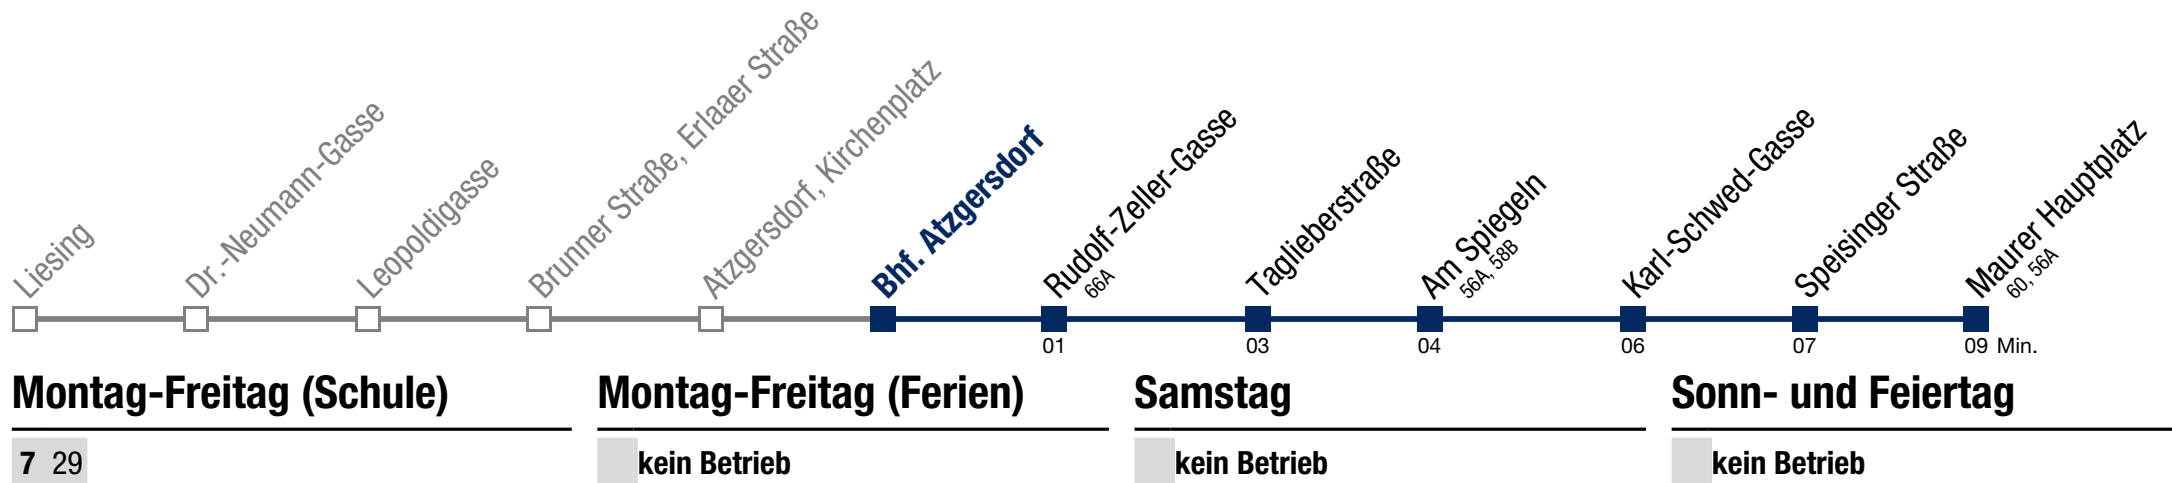 Liesing
Dr.-Neumann-Gasse
Leopoldigasse
Brunner Straße, Erlaaer Straße
Atzgersdorf, Kirchenplatz
Bhf. Atzgersdorf
Rudolf-Zeller-Gasse
66A
Taglieberstraße
Am Spiegeln
56A, 58B
Karl-Schwed-Gasse
Speisinger Straße
Maurer Hauptplatz
60, 56A
01 03 04 06 07 09 Min.
Montag-Freitag (Schule)
7 29
Montag-Freitag (Ferien)
kein Betrieb
Samstag
kein Betrieb
Sonn- und Feiertag
kein Betrieb